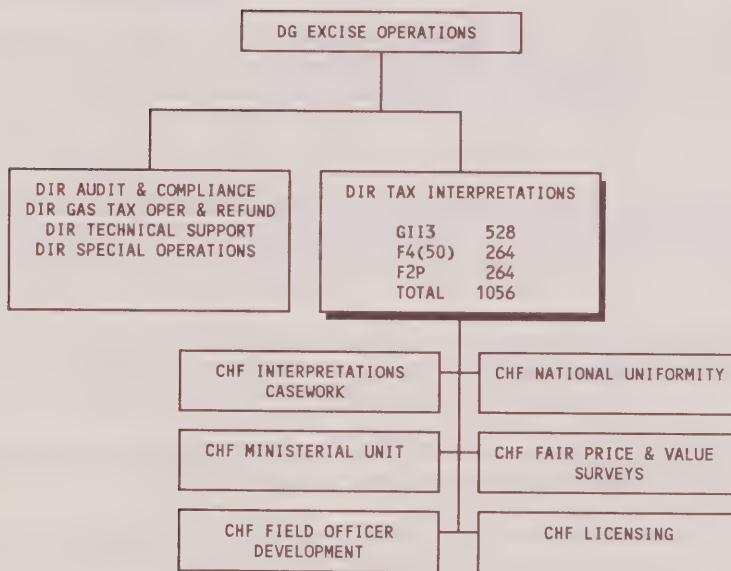 DG EXCISE OPERATIONS
DIR AUDIT & COMPLIANCE
DIR GAS TAX OPER & REFUND
DIR TECHNICAL SUPPORT
DIR SPECIAL OPERATIONS
DIR TAX INTERPRETATIONS
GII3 528
F4(50) 264
F2P 264
TOTAL 1056
CHF INTERPRETATIONS
CASEWORK
CHF NATIONAL UNIFORMITY
CHF MINISTERIAL UNIT
CHF FAIR PRICE & VALUE
SURVEYS
CHF FIELD OFFICER
DEVELOPMENT
CHF LICENSING